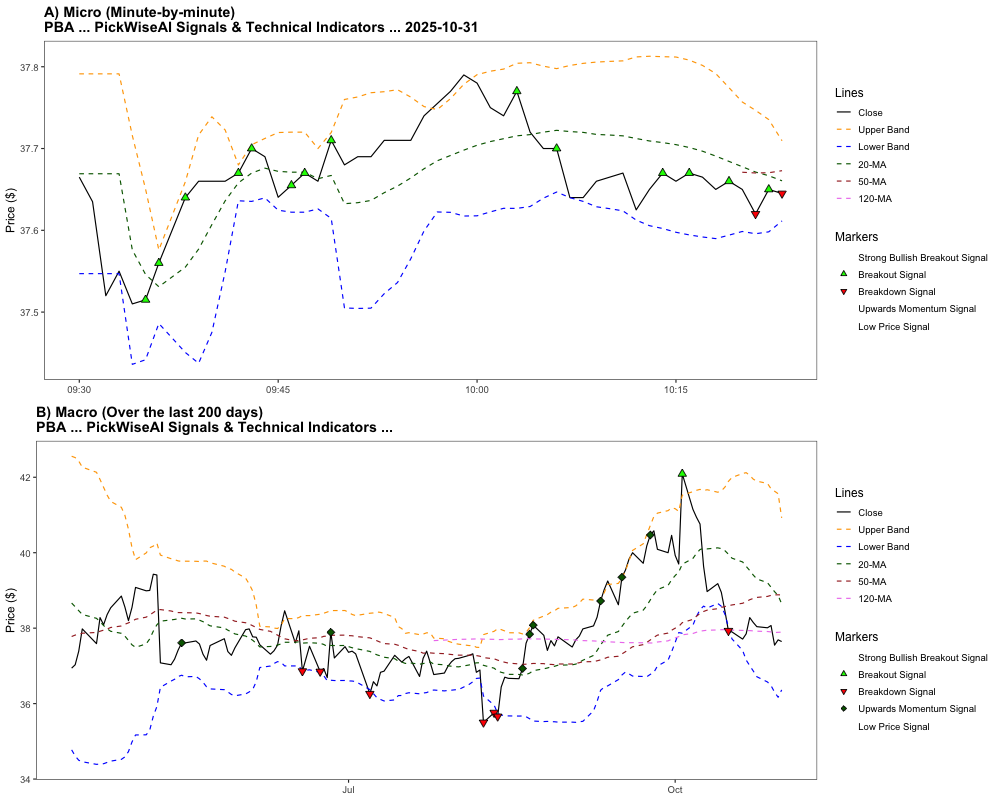 A) Micro (Minute-by-minute)
PBA ... PickWiseAI Signals & Technical Indicators ... 2025-10-31
Price ($)
37.8
37.7
37.6
37.5
09:30
09:45
10:00
10:15
Lines
Close
Upper Band
Lower Band
20-MA
50-MA
120-MA
Markers
Strong Bullish Breakout Signal
Breakout Signal
Breakdown Signal
Upwards Momentum Signal
Low Price Signal
B) Macro (Over the last 200 days)
PBA ... PickWiseAI Signals & Technical Indicators ...
Price ($)
42
40
38
36
34
Jul
Oct
Lines
Close
Upper Band
Lower Band
20-MA
50-MA
120-MA
Markers
Strong Bullish Breakout Signal
Breakout Signal
Breakdown Signal
Upwards Momentum Signal
Low Price Signal